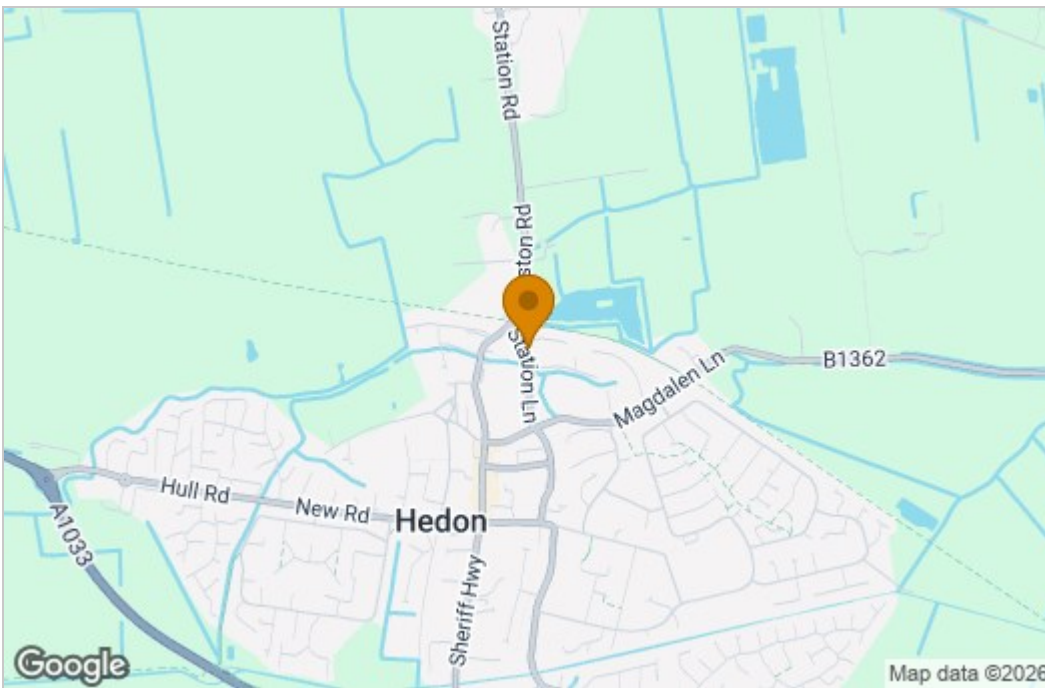 Station Rd
ston Rd
Station Ln
Magdalen Ln
B1362
Hull Rd
New Rd
Hedon
A1033
Sheriff Hwy
Google
Map data ©2026